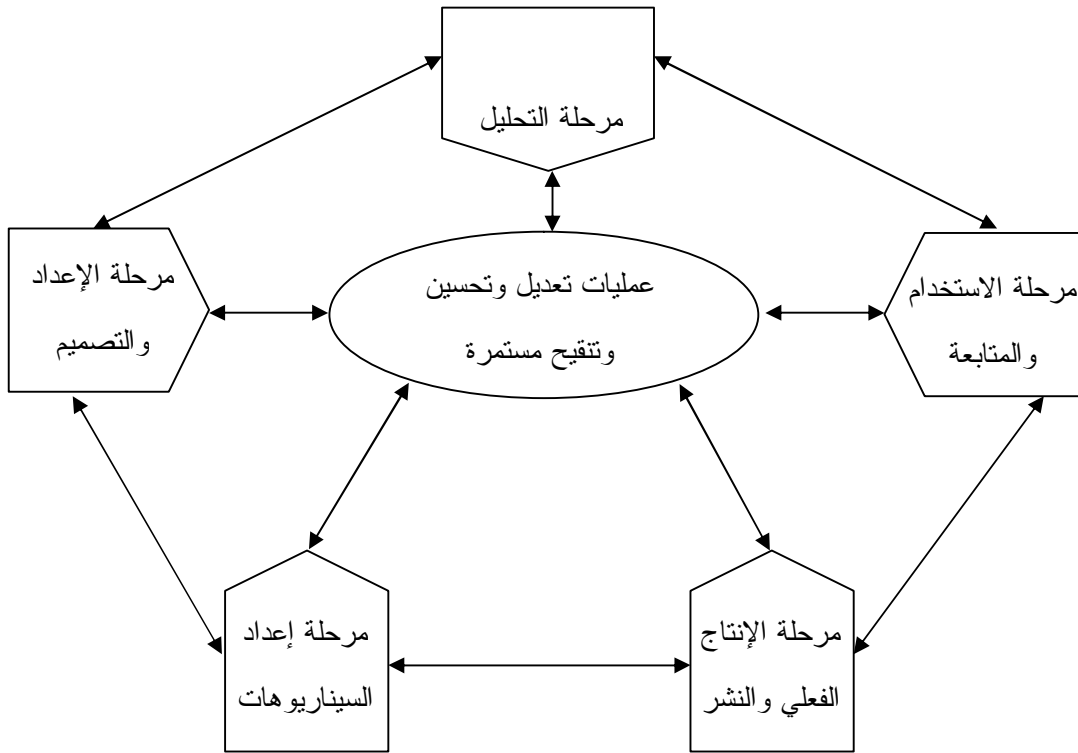 مرحلة التحليل
مرحلة الإعداد
والتصميم
عمليات تعديل وتحسين
وتنقيح مستمرة
مرحلة الاستخدام
والمتابعة
مرحلة إعداد
السيناريوهات
مرحلة الإنتاج
الفعلي والنشر